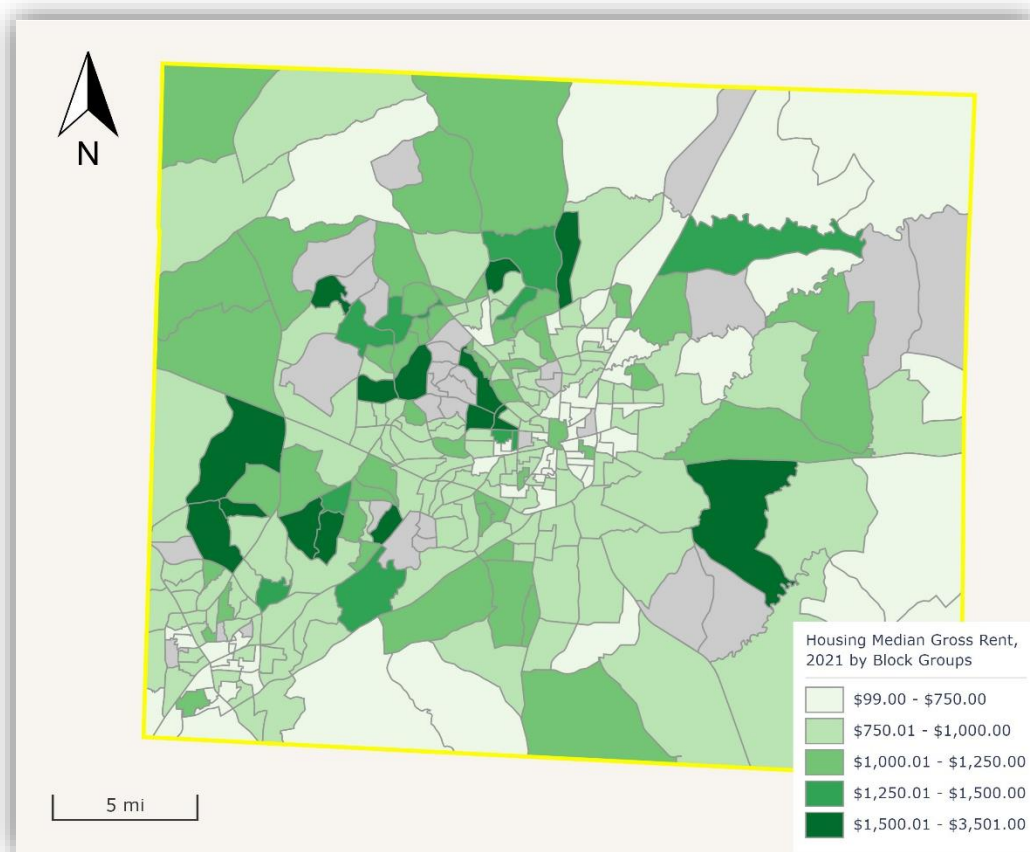 N
5 mi
Housing Median Gross Rent,
2021 by Block Groups
$99.00 - $750.00
$750.01 - $1,000.00
$1,000.01 - $1,250.00
$1,250.01 - $1,500.00
$1,500.01 - $3,501.00